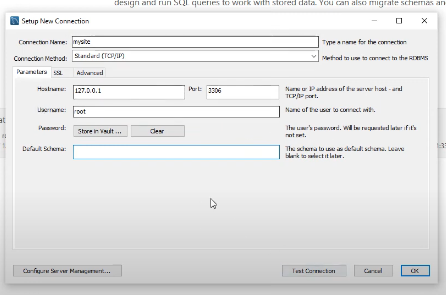 design and run SQL queries to work with stored data. You can also migrate schemas an
Setup New Connection
Connection Name: mysite Type a name for the connection
Connection Method: Standard (TCP/IP) Method to use to connect to the RDBMS
Parameters SSL Advanced
Hostname: 127.0.0.1 Port: 3306 Name or IP address of the server host - and
TCP/IP port.
Username: root Name of the user to connect with.
Password: Store in Vault ... Clear The user's password. Will be requested later if it's
not set.
Default Schema: The schema to use as default schema. Leave
blank to select it later.
Configure Server Management... Test Connection Cancel OK